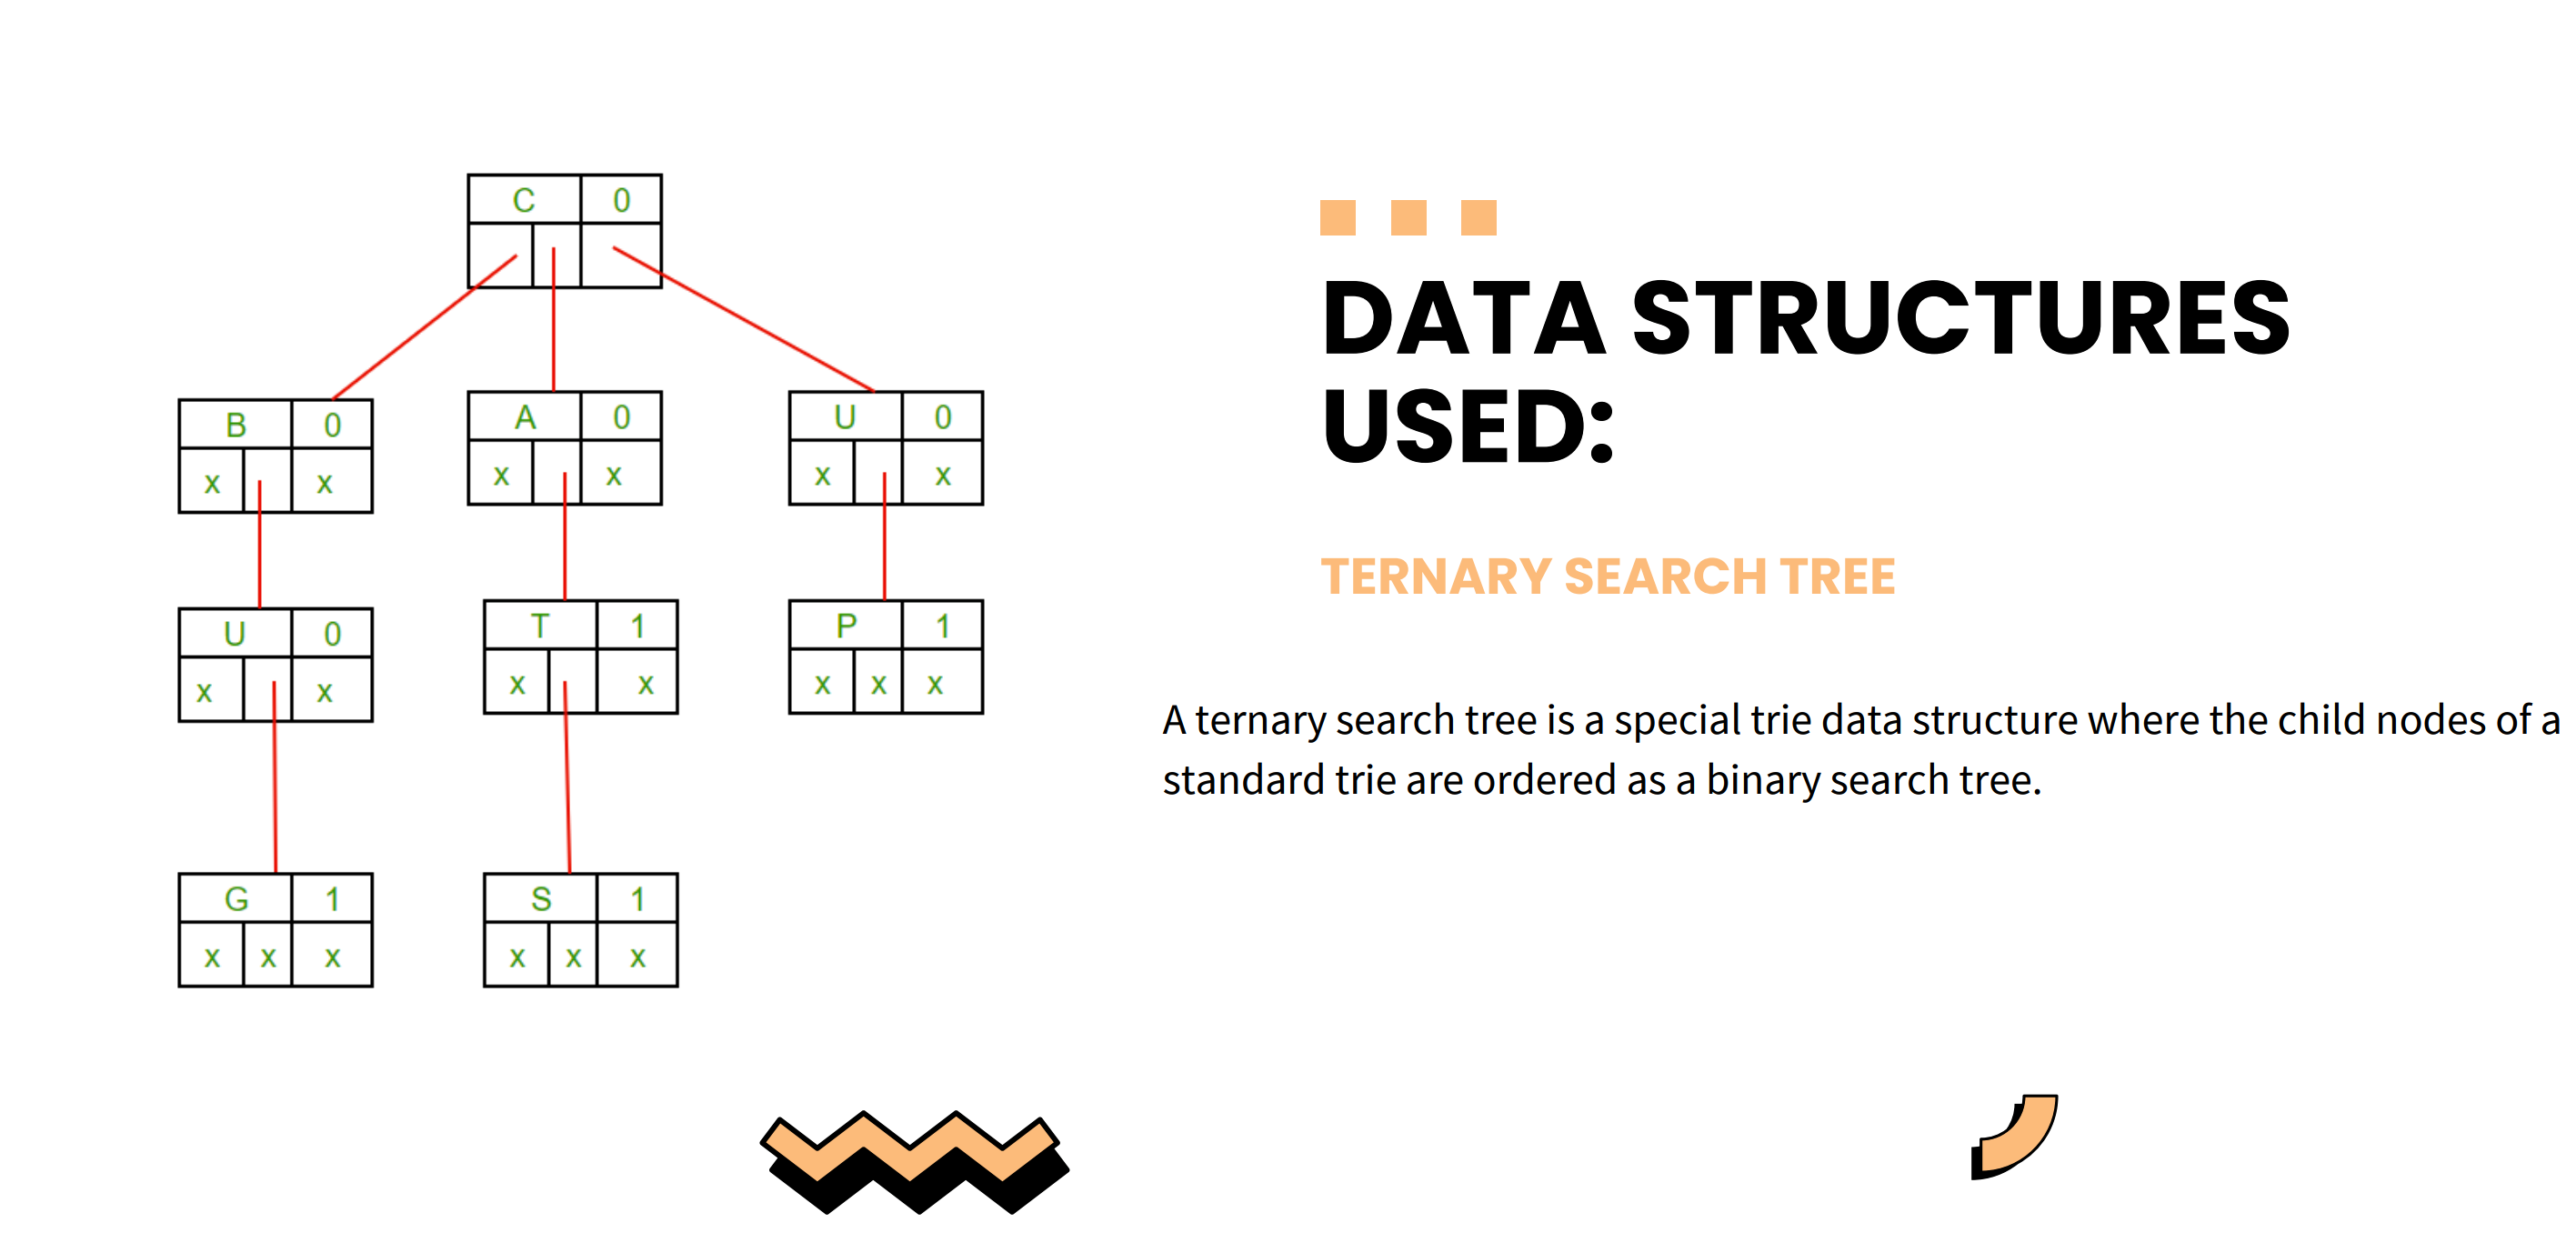 C 0
B 0
x x
A 0
x x
U 0
x x
U 0
x x
T 1
x x
P 1
x x x
G 1
x x x
S 1
x x x
DATA STRUCTURES
USED:
TERNARY SEARCH TREE
A ternary search tree is a special trie data structure where the child nodes of a
standard trie are ordered as a binary search tree.